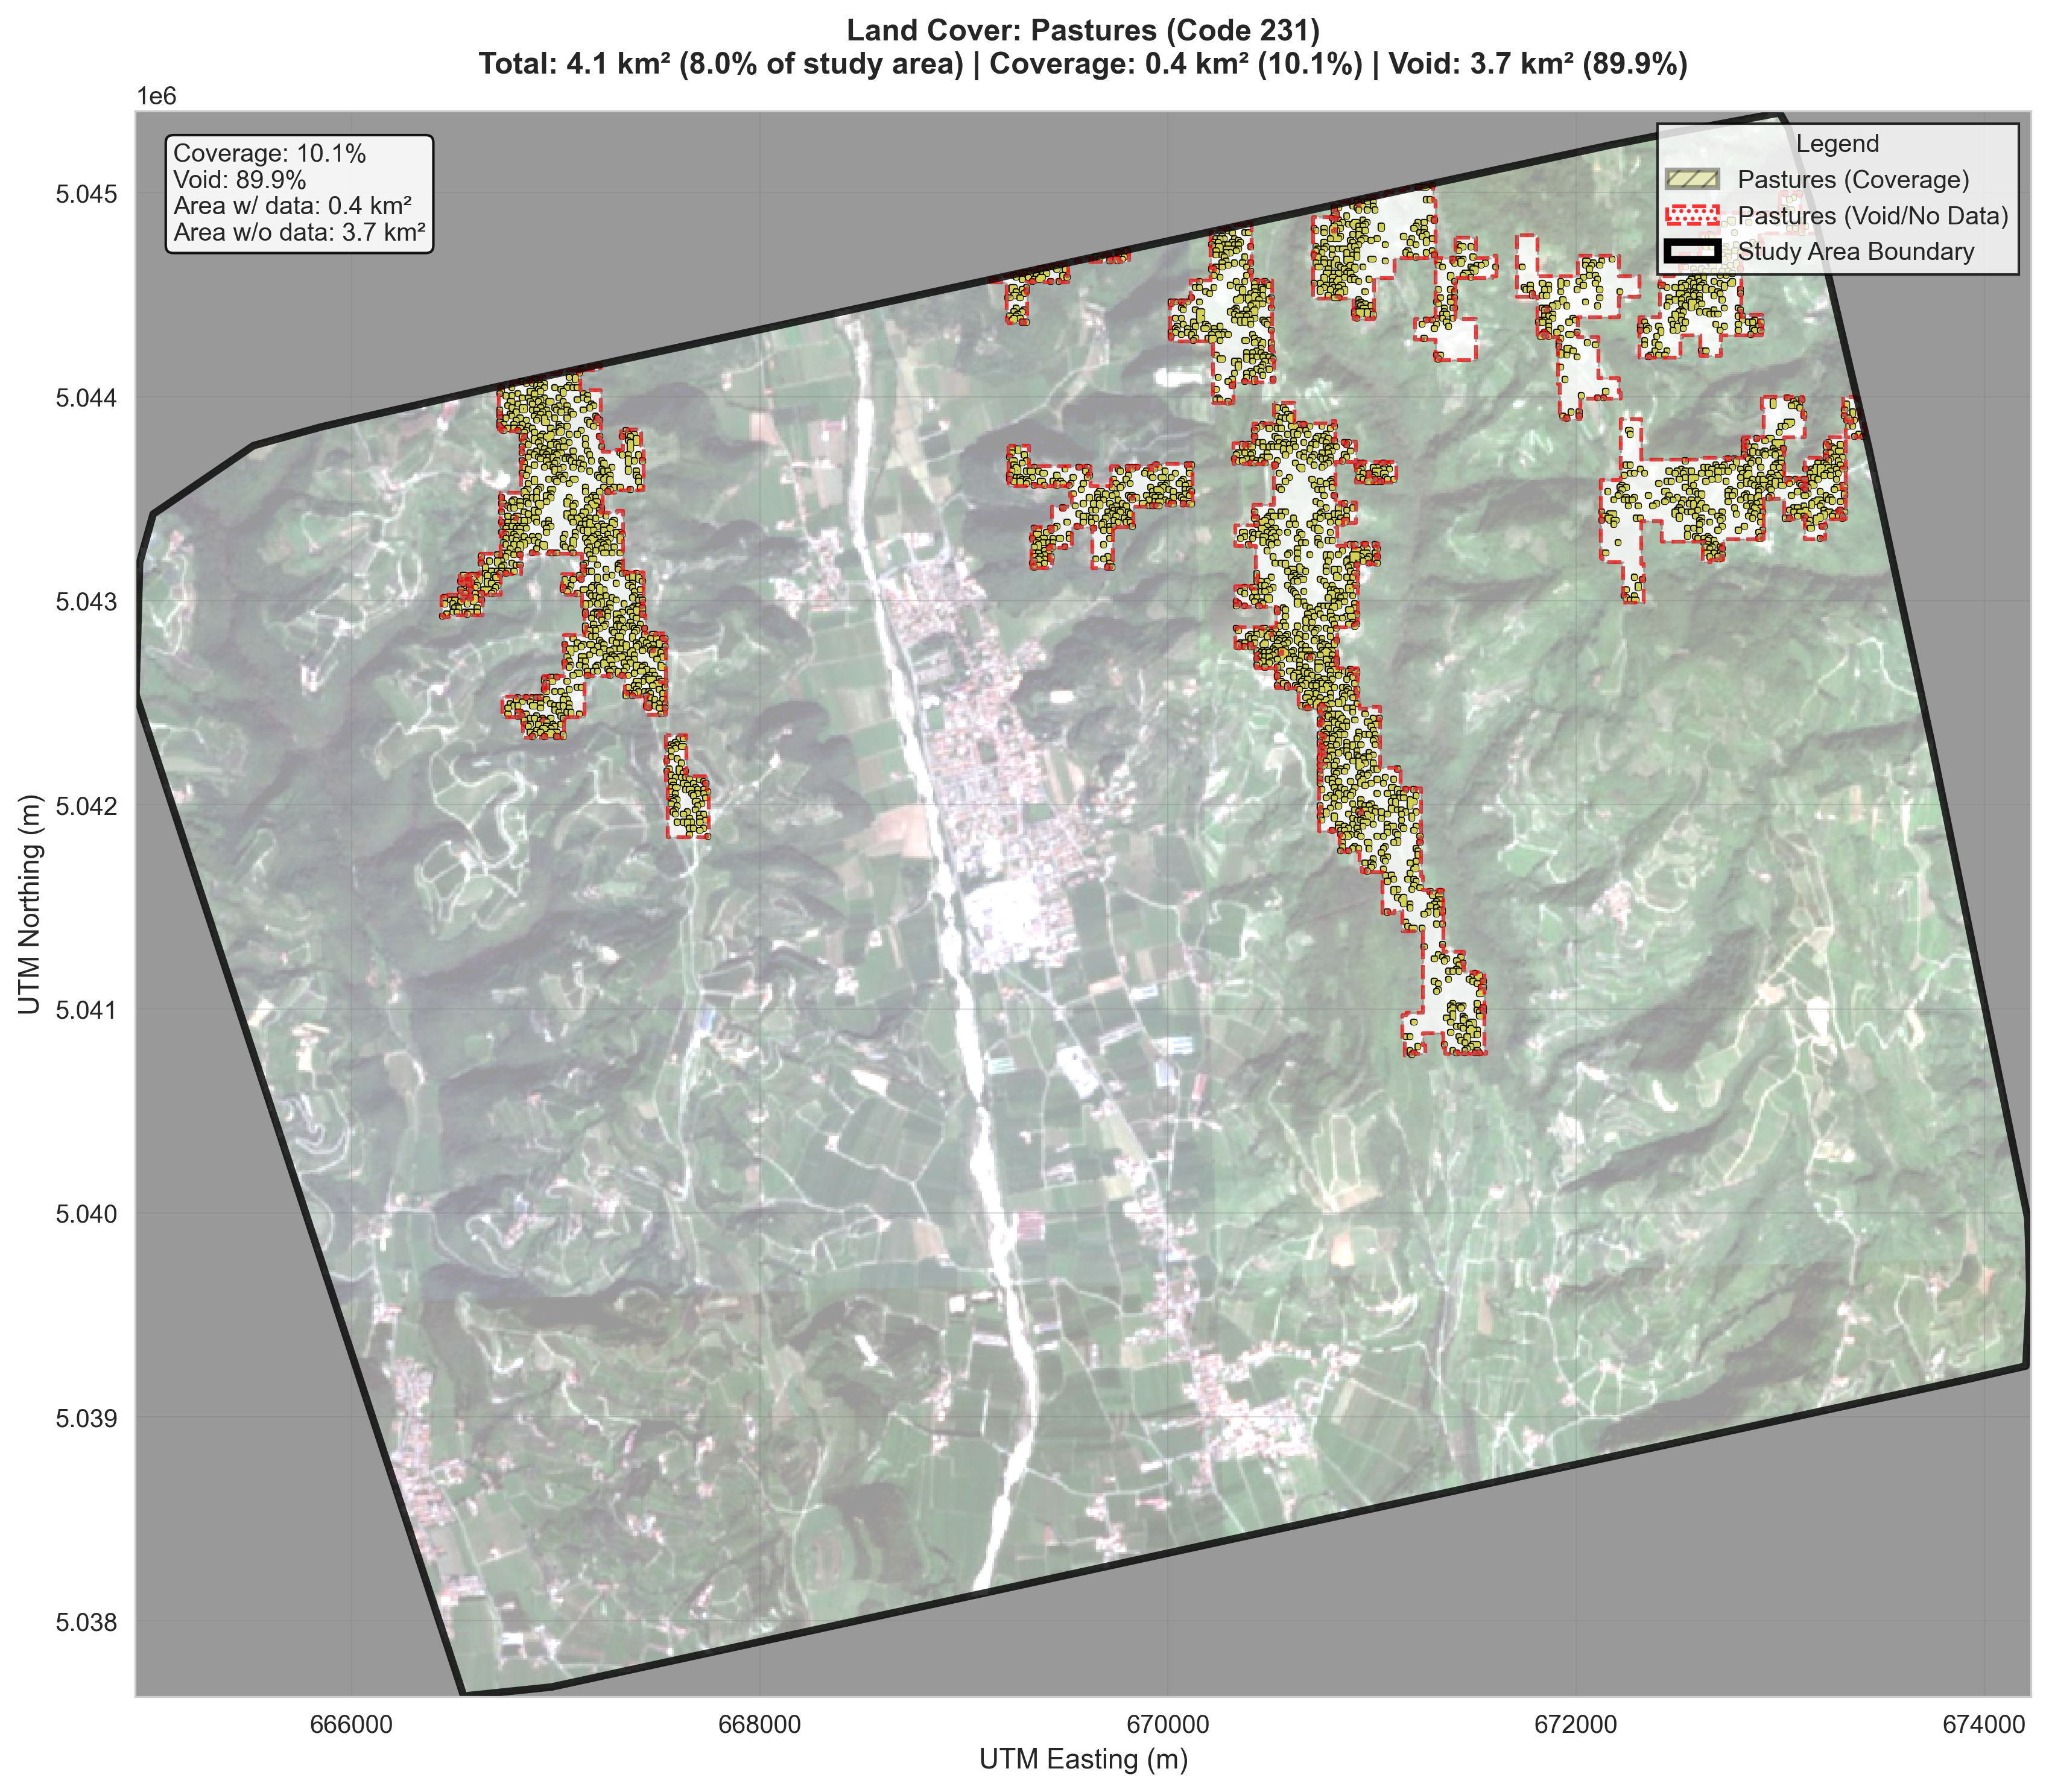 Land Cover: Pastures (Code 231)
Total: 4.1 km² (8.0% of study area) | Coverage: 0.4 km² (10.1%) | Void: 3.7 km² (89.9%)
1e6
Coverage: 10.1%
Void: 89.9%
Area w/ data: 0.4 km²
Area w/o data: 3.7 km²
Legend
Pastures (Coverage)
Pastures (Void/No Data)
Study Area Boundary
5.045
5.044
5.043
5.042
5.041
5.040
5.039
5.038
UTM Northing (m)
666000
668000
670000
672000
674000
UTM Easting (m)